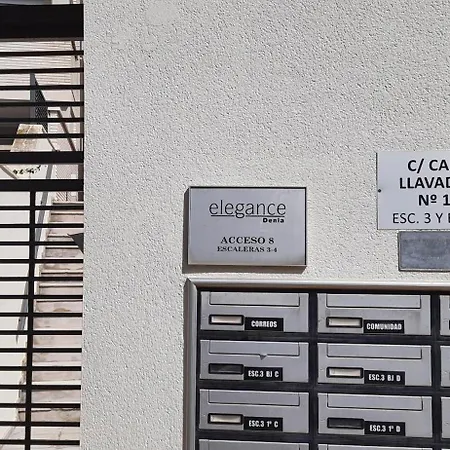 elegance
Denia
ACCESO 8
ESCALERAS 3-4
C/ CA
LLAVAD
Nº 1
ESC. 3 Y
CORREOS
COMUNIDAD
ESC.3 BJ C
ESC.3 BJ D
ESC.3 1º C
ESC.3 1º D